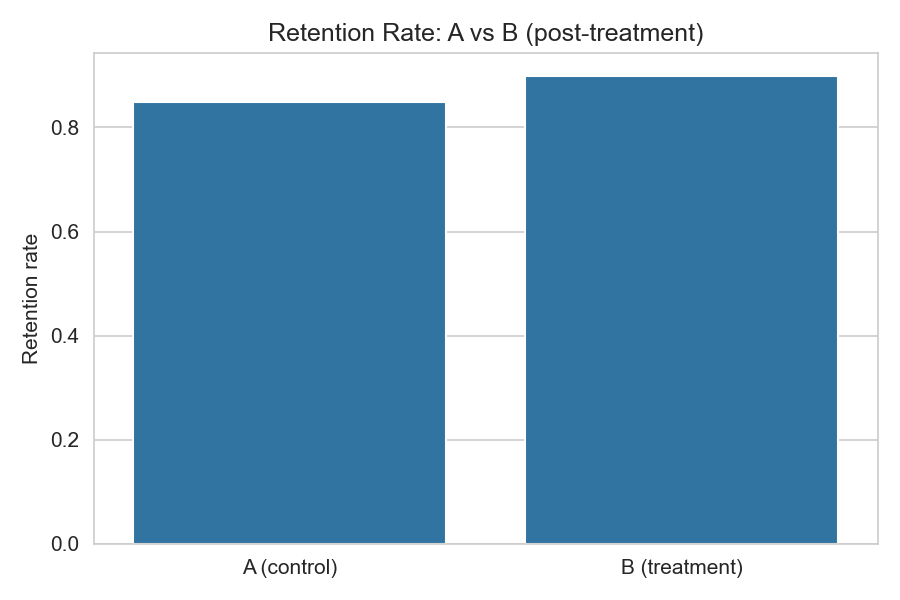 Retention Rate: A vs B (post-treatment)
Retention rate
0.8
0.6
0.4
0.2
0.0
A (control)
B (treatment)